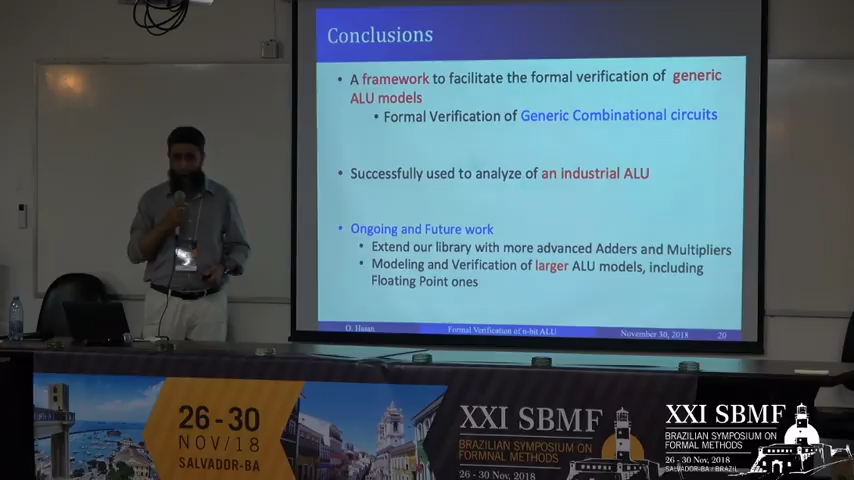 Conclusions
• A framework to facilitate the formal verification of generic
ALU models
• Formal Verification of Generic Combinational circuits
Successfully used to analyze of an industrial ALU
• Ongoing and Future work
• Extend our library with more advanced Adders and Multipliers
• Modeling and Verification of larger ALU models, including
Floating Point ones
O. Hasan
Formal Verification of n-bit ALU
November 30, 2018
20
26-30
NOV/18
SALVADOR-BA
XXI SBMF
BRAZILIAN SYMPOSIUM ON
FORMNAL METHODS
26 - 30 Nov, 2018
XXI SBMF
BRAZILIAN SYMPOSIUM ON
FORMAL METHODS
26 - 30 Nov, 2018
SALVADOR-BA / BRAZIL